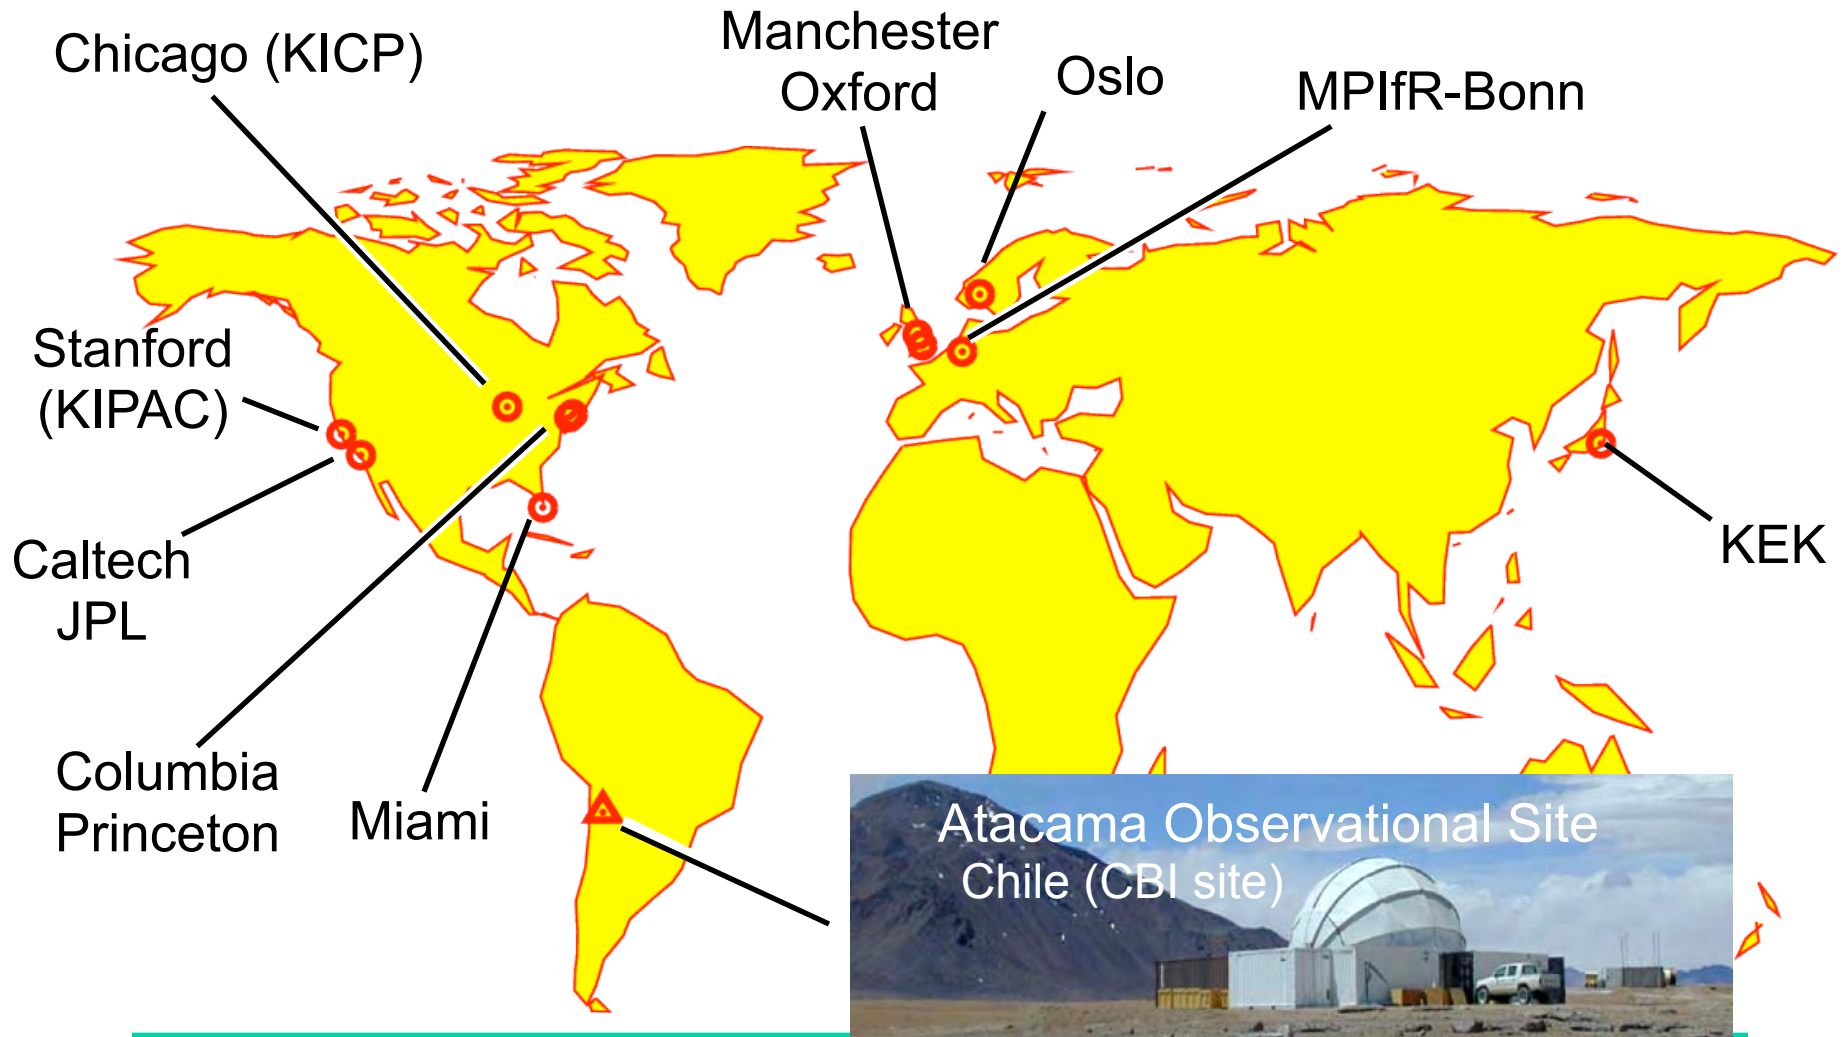 Chicago (KICP)
Manchester
Oxford
Oslo
MPIfR-Bonn
Stanford
(KIPAC)
Caltech
JPL
KEK
Columbia
Princeton
Miami
Atacama Observational Site
Chile (CBI site)